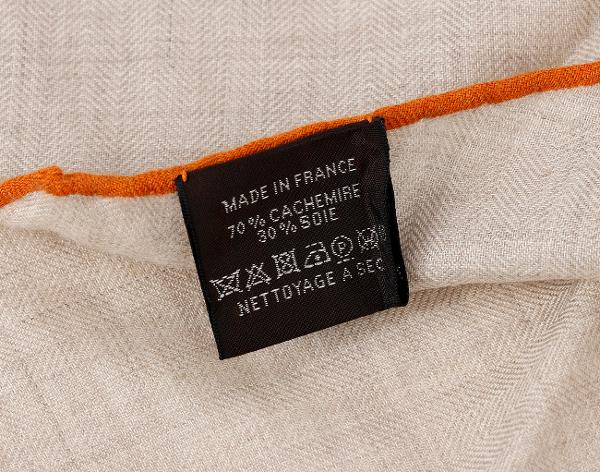 MADE IN FRANCE
70% CACHEMIRE
30% SOIE
NETTOYAGE A SEC